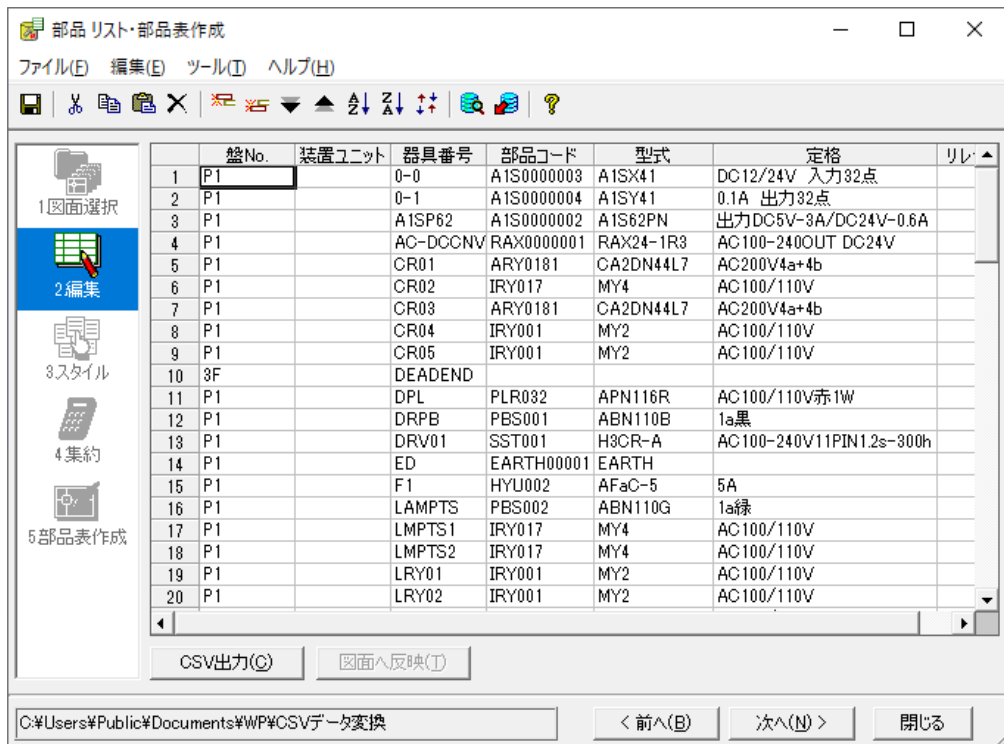 部品リスト・部品表作成
ファイル(F) 編集(E) ツール(T) ヘルプ(H)
盤No. 装置ユニット 器具番号 部品コード 型式 定格
1 P1 0-0 A1S0000003 A1SX41 DC12/24V 入力32点
2 P1 0-1 A1S0000004 A1SY41 0.1A 出力32点
3 P1 A1SP62 A1S0000002 A1S62PN 出力DC5V-3A/DC24V-0.6A
4 P1 AC-DCCNV RAX0000001 RAX24-1R3 AC100-240OUT DC24V
5 P1 CR01 ARY0181 CA2DN44L7 AC200V4a+4b
6 P1 CR02 IRY017 MY4 AC100/110V
7 P1 CR03 ARY0181 CA2DN44L7 AC200V4a+4b
8 P1 CR04 IRY001 MY2 AC100/110V
9 P1 CR05 IRY001 MY2 AC100/110V
10 3F DEADEND
11 P1 DPL PLR032 APN116R AC100/110V赤1W
12 P1 DRPB PBS001 ABN110B 1a黒
13 P1 DRV01 SST001 H3CR-A AC100-240V11PIN1.2s-300h
14 P1 ED EARTH00001 EARTH
15 P1 F1 HYU002 AFaC-5 5A
16 P1 LAMPTS PBS002 ABN110G 1a緑
17 P1 LMPTS1 IRY017 MY4 AC100/110V
18 P1 LMPTS2 IRY017 MY4 AC100/110V
19 P1 LRY01 IRY001 MY2 AC100/110V
20 P1 LRY02 IRY001 MY2 AC100/110V
1.図面選択
2.編集
3.スタイル
4.集約
5.部品表作成
CSV出力(C) 図面へ反映(T)
C:¥Users¥Public¥Documents¥WP¥CSVデータ変換 < 前へ(B) 次へ(N) > 閉じる